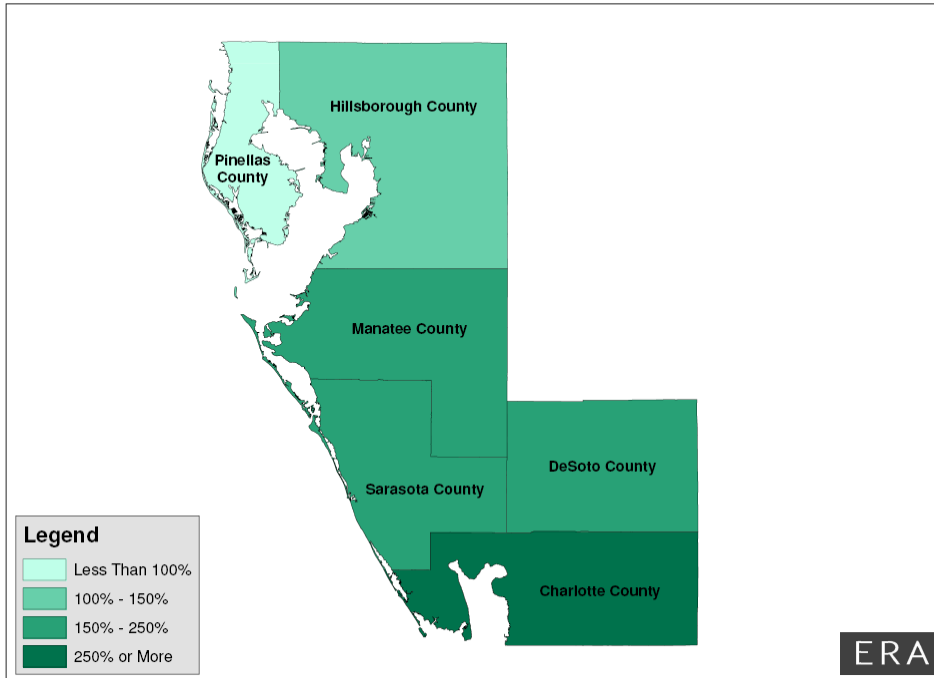 Hillsborough County
Pinellas
County
Manatee County
DeSoto County
Sarasota County
Charlotte County
Legend
Less Than 100%
100% - 150%
150% - 250%
250% or More
ERA